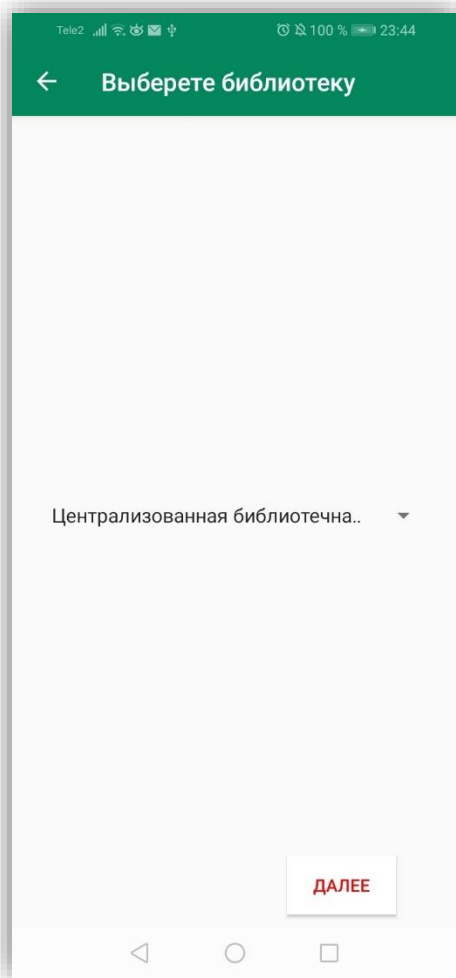 Tele2 100 % 23:44
Выберете библиотеку
Централизованная библиотечна..
ДАЛЕЕ